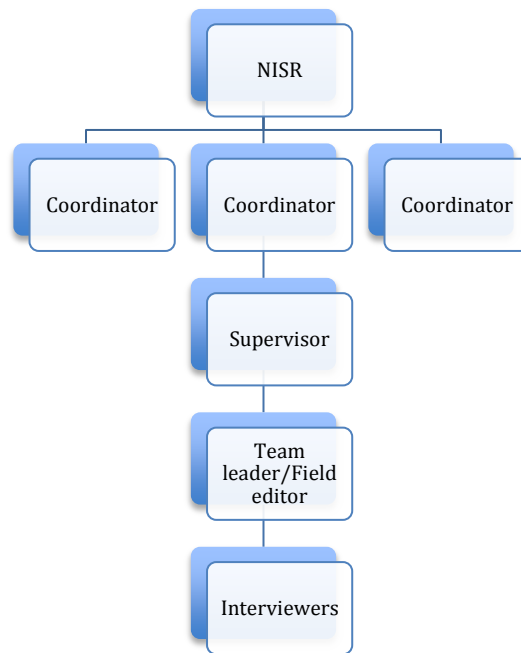 NISR
Coordinator
Coordinator
Coordinator
Supervisor
Team
leader/Field
editor
Interviewers